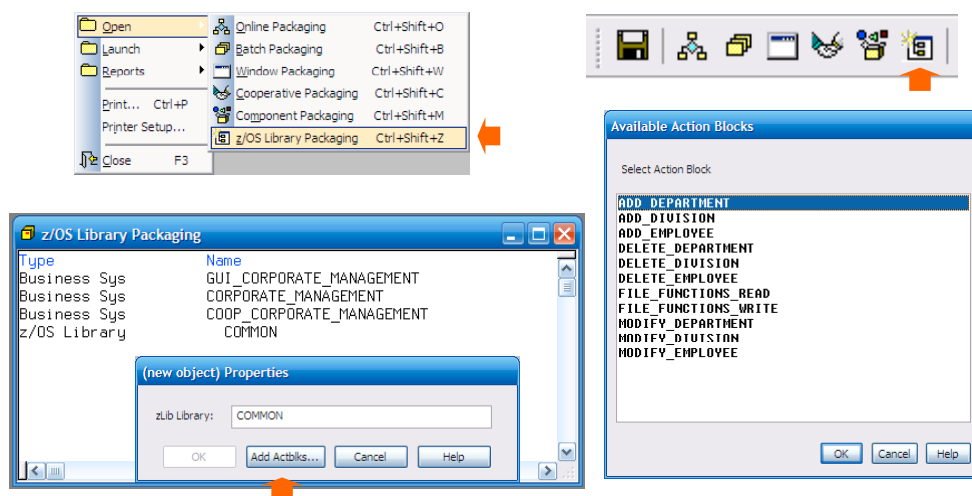 Open
Launch
Reports
Print... Ctrl+P
Printer Setup...
Close F3
Online Packaging Ctrl+Shift+O
Batch Packaging Ctrl+Shift+B
Window Packaging Ctrl+Shift+W
Cooperative Packaging Ctrl+Shift+C
Component Packaging Ctrl+Shift+M
z/OS Library Packaging Ctrl+Shift+Z
Available Action Blocks
Select Action Block
ADD_DEPARTMENT
ADD_DIVISION
ADD_EMPLOYEE
DELETE_DEPARTMENT
DELETE_DIVISION
DELETE_EMPLOYEE
FILE_FUNCTIONS_READ
FILE_FUNCTIONS_WRITE
MODIFY_DEPARTMENT
MODIFY_DIVISION
MODIFY_EMPLOYEE
OK Cancel Help
z/OS Library Packaging
Type Name
Business Sys GUI_CORPORATE_MANAGEMENT
Business Sys CORPORATE_MANAGEMENT
Business Sys COOP_CORPORATE_MANAGEMENT
z/OS Library COMMON
(new object) Properties
zLib Library: COMMON
OK Add Actblks... Cancel Help